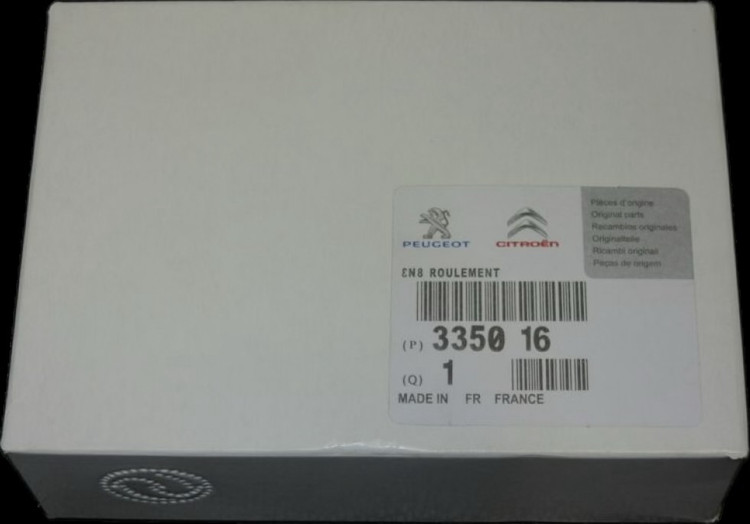 PEUGEOT CITROËN
Pièces d'origine
Original parts
Recambios originales
Originalteile
Ricambi originali
Peças de origem
EN8 ROULEMENT
(P) 3350 16
(Q) 1
MADE IN FR FRANCE